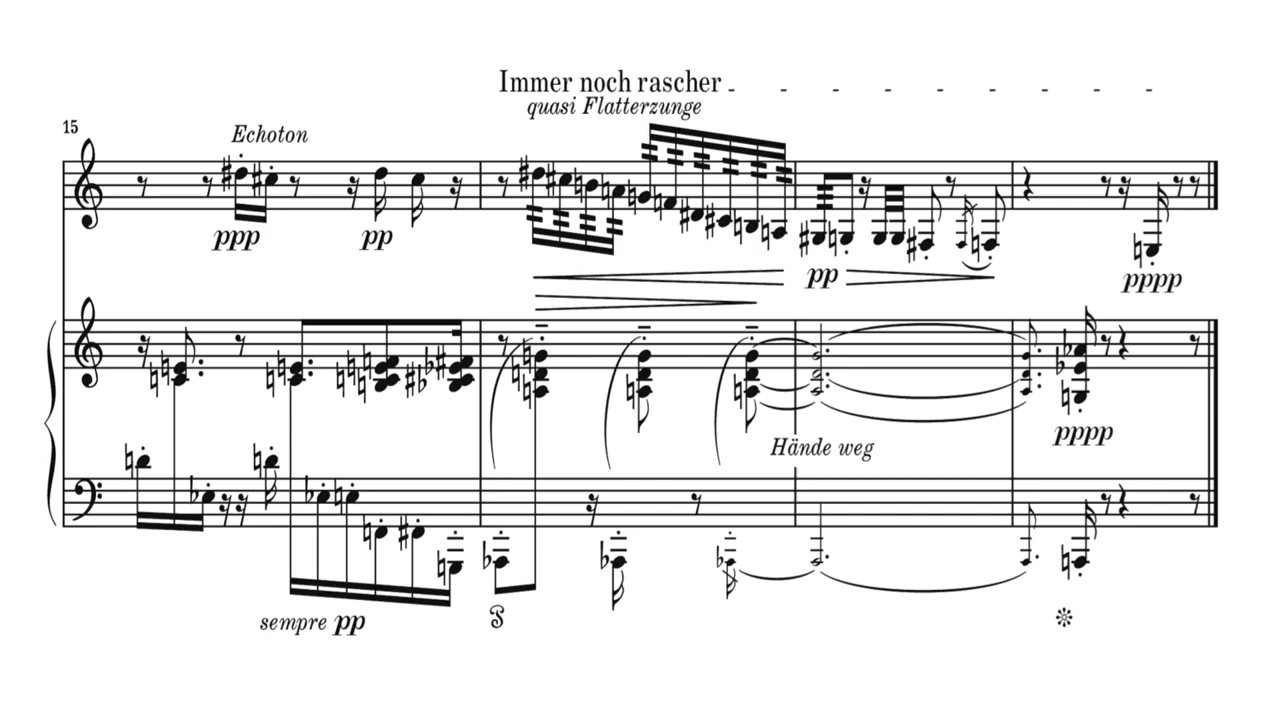 Immer noch rascher - - - - - - - - -
quasi Flatterzunge
15
Echoton
ppp
pp
pp
pppp
pppp
Hände weg
sempre pp